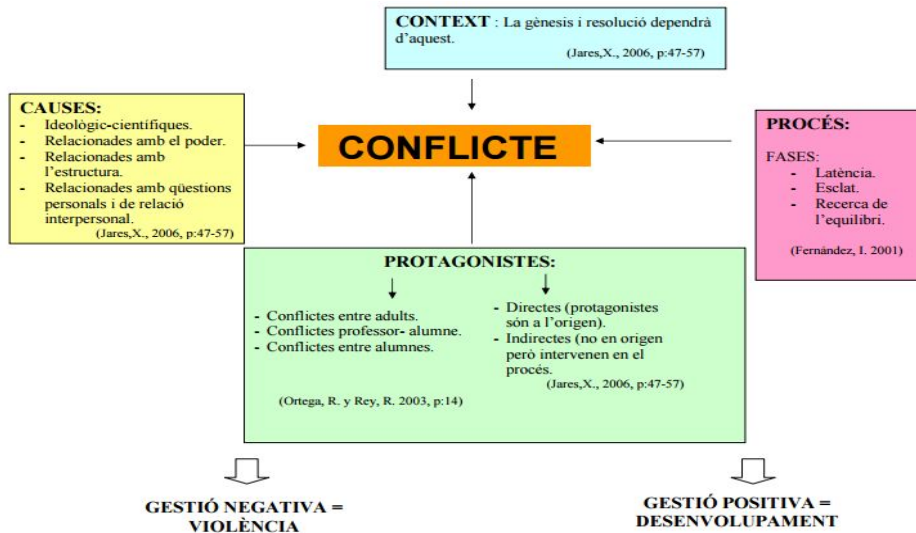 CONTEXT : La gènesis i resolució dependrà
d’aquest.
(Jares,X., 2006, p:47-57)
CAUSES:
- Ideològic-científiques.
- Relacionades amb el poder.
- Relacionades amb
l’estructura.
- Relacionades amb qüestions
personals i de relació
interpersonal.
(Jares,X., 2006, p:47-57)
CONFLICTE
PROCÉS:
FASES:
- Latència.
- Esclat.
- Recerca de
l’equilibri.
(Fernández, I. 2001)
PROTAGONISTES:
- Conflictes entre adults.
- Conflictes professor- alumne.
- Conflictes entre alumnes.
(Ortega, R. y Rey, R. 2003, p:14)
- Directes (protagonistes
són a l’origen).
- Indirectes (no en origen
però intervenen en el
procés.
(Jares,X., 2006, p:47-57)
GESTIÓ NEGATIVA =
VIOLÈNCIA
GESTIÓ POSITIVA =
DESENVOLUPAMENT